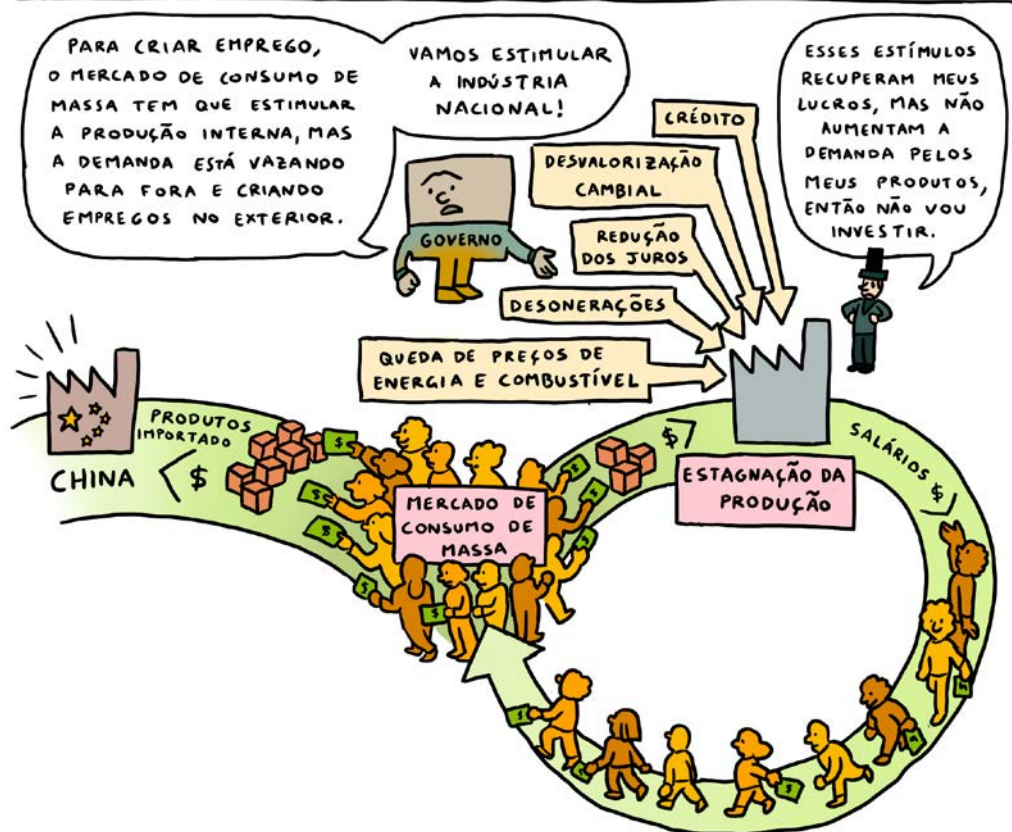 PARA CRIAR EMPREGO,
O MERCADO DE CONSUMO DE
MASSA TEM QUE ESTIMULAR
A PRODUÇÃO INTERNA, MAS
A DEMANDA ESTÁ VAZANDO
PARA FORA E CRIANDO
EMPREGOS NO EXTERIOR.
VAMOS ESTIMULAR
A INDÚSTRIA
NACIONAL!
GOVERNO
ESSES ESTÍMULOS
RECUPERAM MEUS
LUCROS, MAS NÃO
AUMENTAM A
DEMANDA PELOS
MEUS PRODUTOS,
ENTÃO NÃO VOU
INVESTIR.
CRÉDITO
DESVALORIZAÇÃO
CAMBIAL
REDUÇÃO
DOS JUROS
DESONERAÇÕES
QUEDA DE PREÇOS DE
ENERGIA E COMBUSTÍVEL
CHINA
PRODUTOS
IMPORTADO
$
MERCADO DE
CONSUMO DE
MASSA
$
ESTAGNAÇÃO DA
PRODUÇÃO
SALÁRIOS $